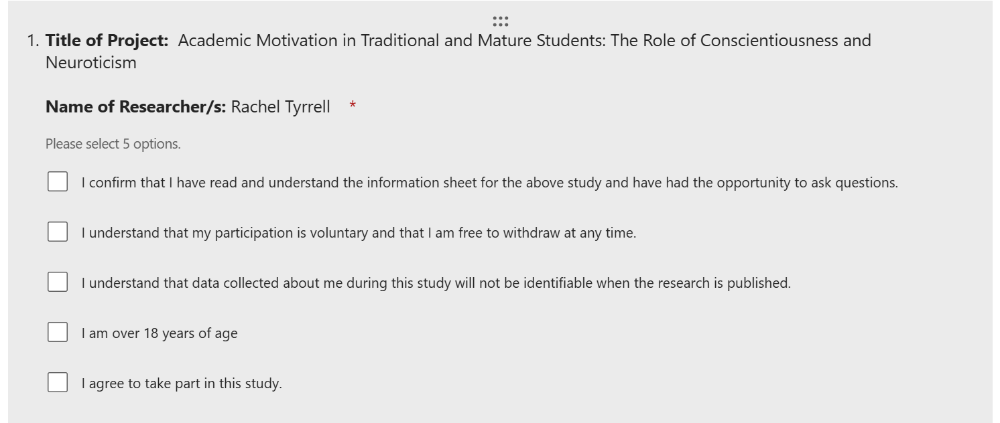 1. Title of Project: Academic Motivation in Traditional and Mature Students: The Role of Conscientiousness and
Neuroticism
Name of Researcher/s: Rachel Tyrrell *
Please select 5 options.
I confirm that I have read and understand the information sheet for the above study and have had the opportunity to ask questions.
I understand that my participation is voluntary and that I am free to withdraw at any time.
I understand that data collected about me during this study will not be identifiable when the research is published.
I am over 18 years of age
I agree to take part in this study.